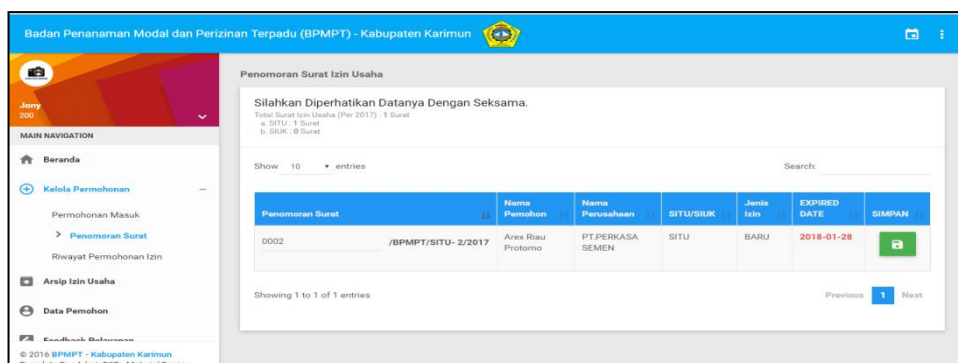 Badan Penanaman Modal dan Perizinan Terpadu (BPMPT) - Kabupaten Karimun
Jony
200
MAIN NAVIGATION
Beranda
Kelola Permohonan
Permohonan Masuk
> Penomoran Surat
Riwayat Permohonan Izin
Arsip Izin Usaha
Data Pemohon
Feedback Pelayanan
© 2016 BPMPT - Kabupaten Karimun
Penomoran Surat Izin Usaha
Silahkan Diperhatikan Datanya Dengan Seksama.
Total Surat Izin Usaha (Per 2017) : 1 Surat
a. SITU : 1 Surat
b. SIUK : 0 Surat
Show 10 entries
Search:
Penomoran Surat Nama Pemohon Nama Perusahaan SITU/SIUK Jenis Izin EXPIRED DATE SIMPAN
0002 /BPMPT/SITU- 2/2017 Arex Riau Protomo PT.PERKASA SEMEN SITU BARU 2018-01-28
Showing 1 to 1 of 1 entries
Previous 1 Next